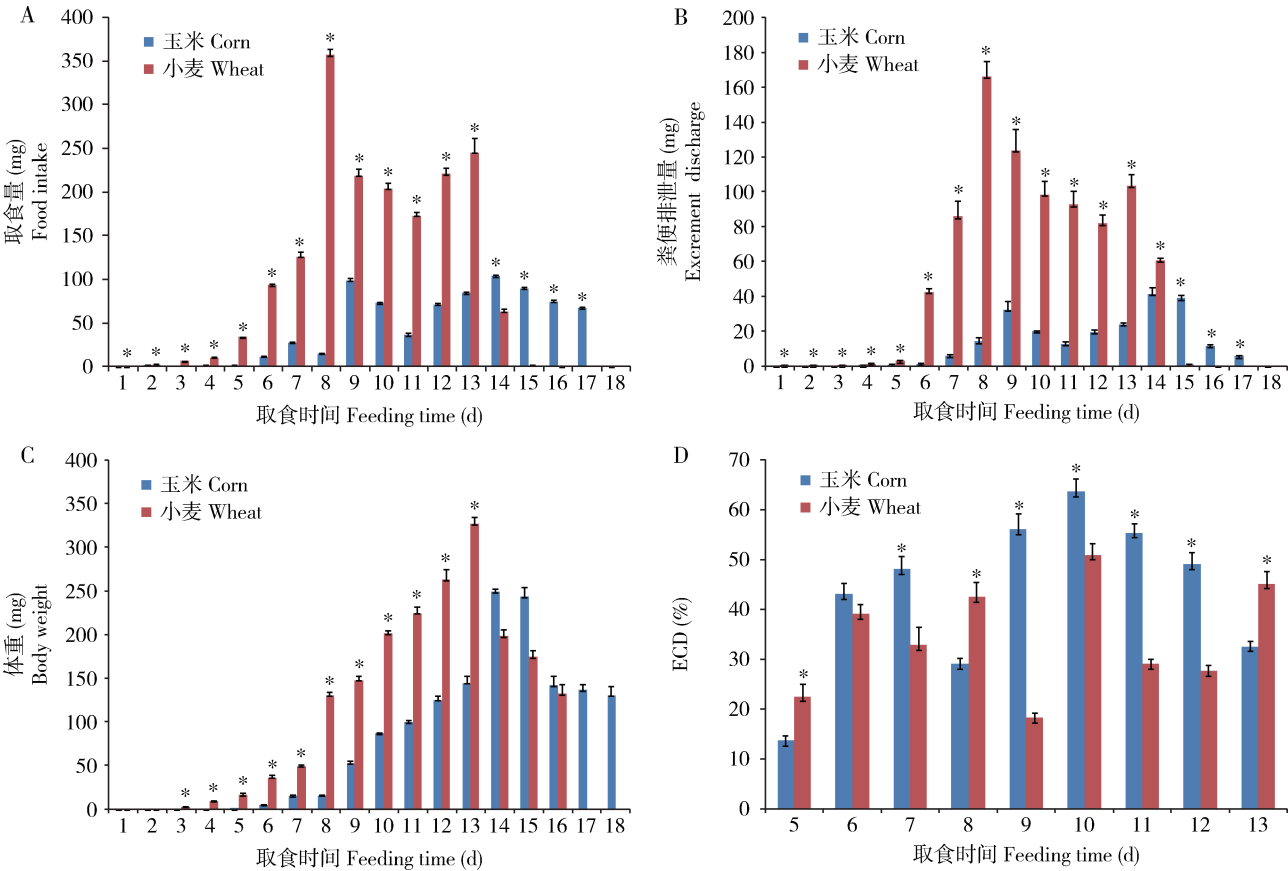 A
400
350
300
250
200
150
100
50
0
取食量 (mg)
Food intake
玉米 Corn
小麦 Wheat
* * * * * * * * * * * * * * * * *
1 2 3 4 5 6 7 8 9 10 11 12 13 14 15 16 17 18
取食时间 Feeding time (d)
B
200
180
160
140
120
100
80
60
40
20
0
粪便排泄量 (mg)
Excrement discharge
玉米 Corn
小麦 Wheat
* * * * * * * * * * * * * * * * *
1 2 3 4 5 6 7 8 9 10 11 12 13 14 15 16 17 18
取食时间 Feeding time (d)
C
400
350
300
250
200
150
100
50
0
体重 (mg)
Body weight
玉米 Corn
小麦 Wheat
* * * * * * * * * * *
1 2 3 4 5 6 7 8 9 10 11 12 13 14 15 16 17 18
取食时间 Feeding time (d)
D
70
60
50
40
30
20
10
0
ECD (%)
玉米 Corn
小麦 Wheat
* * * * * * * *
5 6 7 8 9 10 11 12 13
取食时间 Feeding time (d)